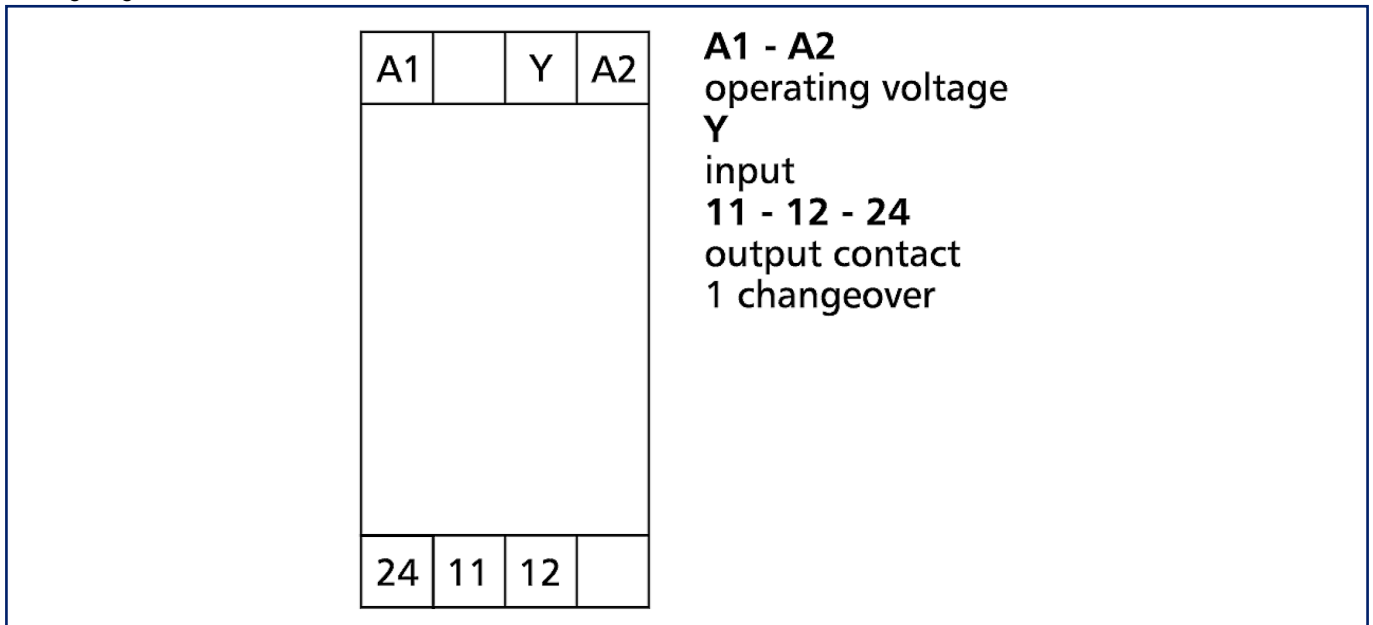 A1 Y A2
24 11 12
A1 - A2
operating voltage
Y
input
11 - 12 - 24
output contact
1 changeover